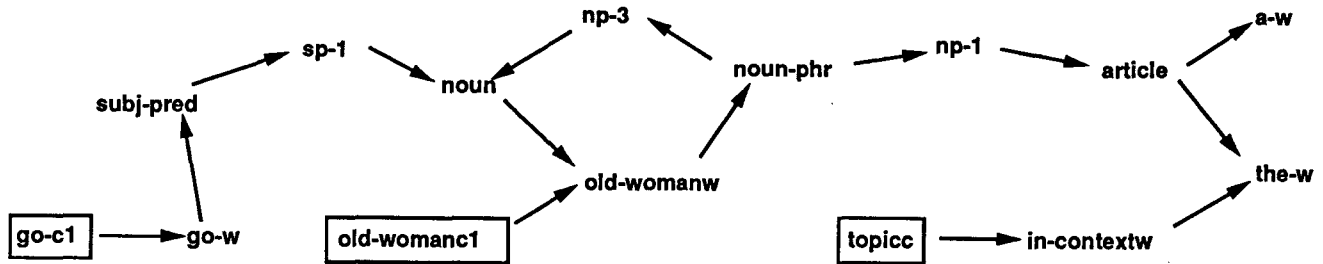 np-3
a-w
sp-1
np-1
noun
noun-phr
article
subj-pred
old-womanw
the-w
go-c1
go-w
old-womanc1
topicc
in-contextw